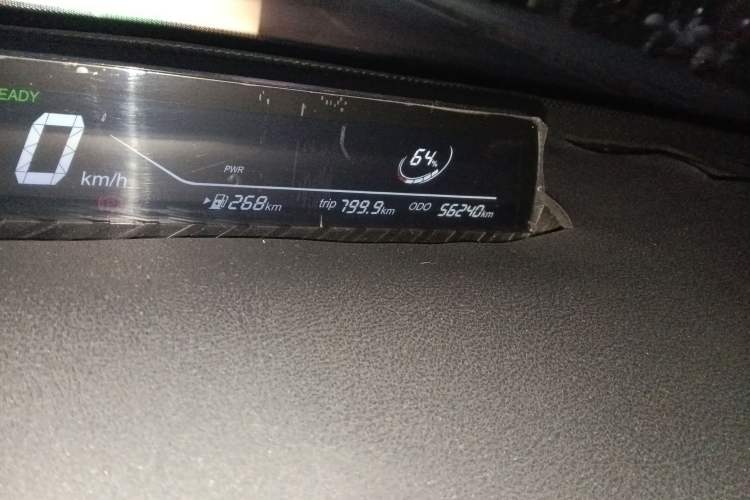 EADY
0 km/h
PWR
64%
268km
trip 799.9km
ODO 56240km